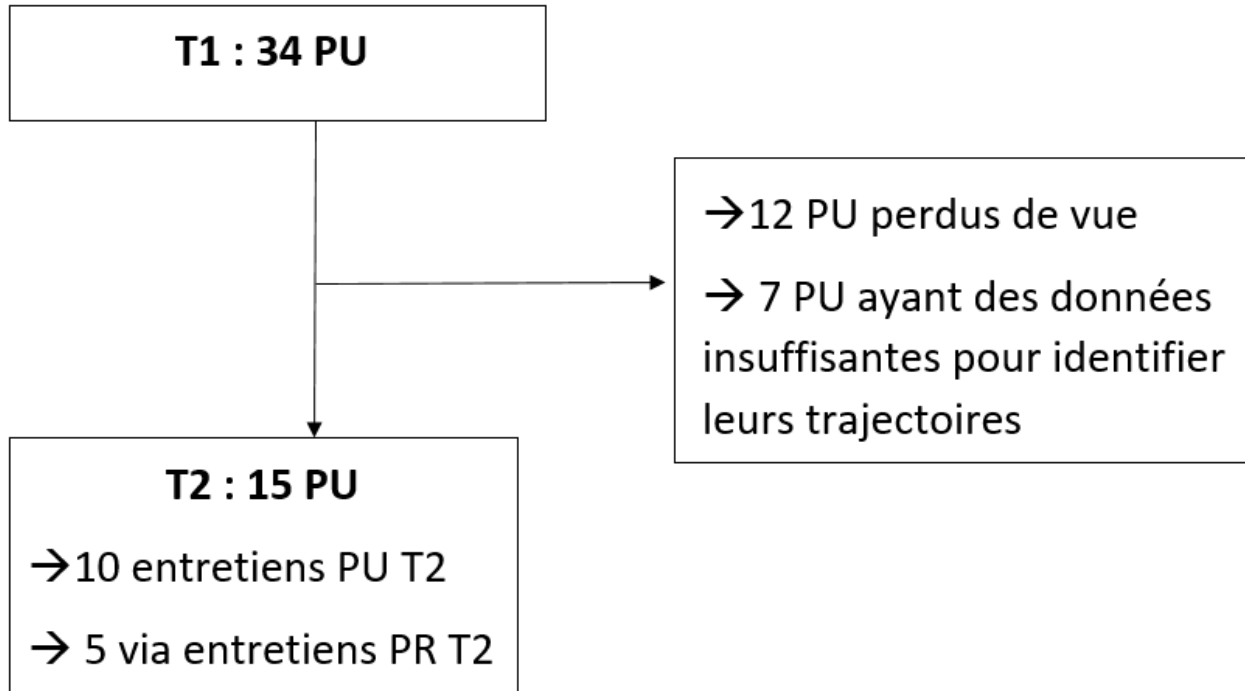 T1 : 34 PU
→12 PU perdus de vue
→ 7 PU ayant des données
insuffisantes pour identifier
leurs trajectoires
T2 : 15 PU
→10 entretiens PU T2
→ 5 via entretiens PR T2